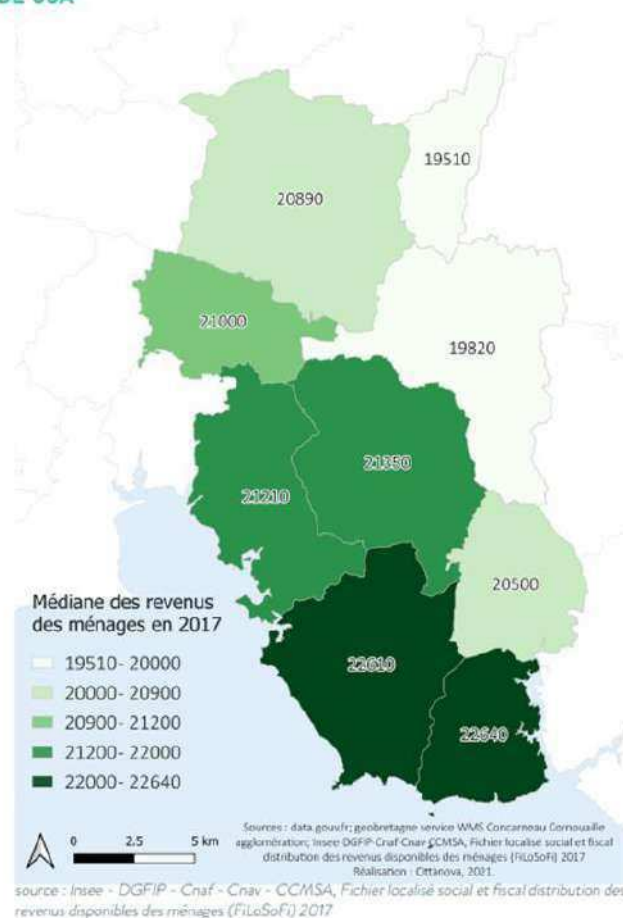 DE CCA
19510
20890
21000
19820
21350
21210
20500
22610
22640
Médiane des revenus
des ménages en 2017
19510- 20000
20000- 20900
20900- 21200
21200- 22000
22000- 22640
0 2.5 5 km
Sources : data.gouv.fr; geobretagne service WMS Concarneau Cornouaille
agglomération; Insee DGFIP-Cnaf-Cnav-CCMSA, Fichier localisé social et fiscal
distribution des revenus disponibles des ménages (FiLoSoFi) 2017
Réalisation : Cittànova, 2021.
source : Insee - DGFIP - Cnaf - Cnav - CCMSA, Fichier localisé social et fiscal distribution des
revenus disponibles des ménages (FiLoSoFi) 2017